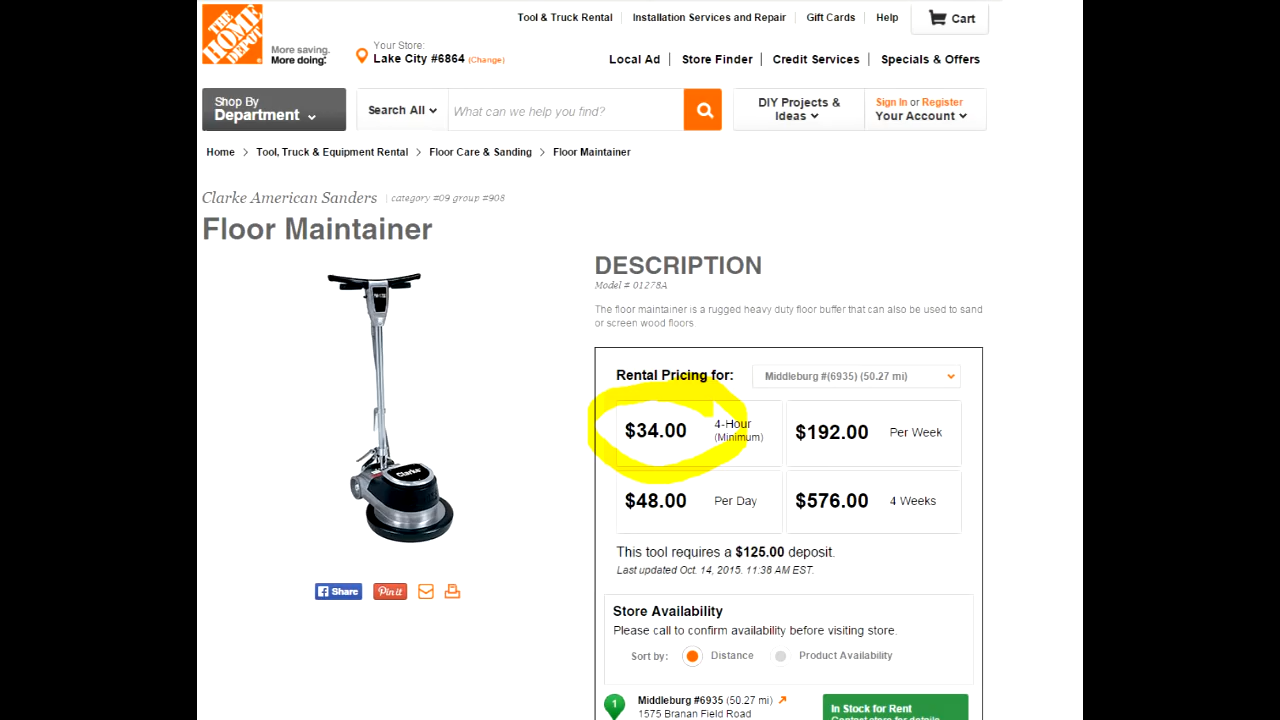 THE HOME DEPOT
More saving.
More doing.
Your Store:
Lake City #6864 (Change)
Tool & Truck Rental
Installation Services and Repair
Gift Cards
Help
Cart
Local Ad
Store Finder
Credit Services
Specials & Offers
Shop By
Department
Search All
What can we help you find?
DIY Projects &
Ideas
Sign In or Register
Your Account
Home > Tool, Truck & Equipment Rental > Floor Care & Sanding > Floor Maintainer
Clarke American Sanders | category #09 group #908
Floor Maintainer
Clarke
Share
Pin it
DESCRIPTION
Model # 01278A
The floor maintainer is a rugged heavy duty floor buffer that can also be used to sand
or screen wood floors.
Rental Pricing for: Middleburg #(6935) (50.27 mi)
$34.00 4-Hour
(Minimum)
$192.00 Per Week
$48.00 Per Day
$576.00 4 Weeks
This tool requires a $125.00 deposit.
Last updated Oct. 14, 2015. 11:36 AM EST.
Store Availability
Please call to confirm availability before visiting store.
Sort by: Distance Product Availability
1
Middleburg #6935 (50.27 mi)
1575 Branan Field Road
In Stock for Rent
Contact store for details